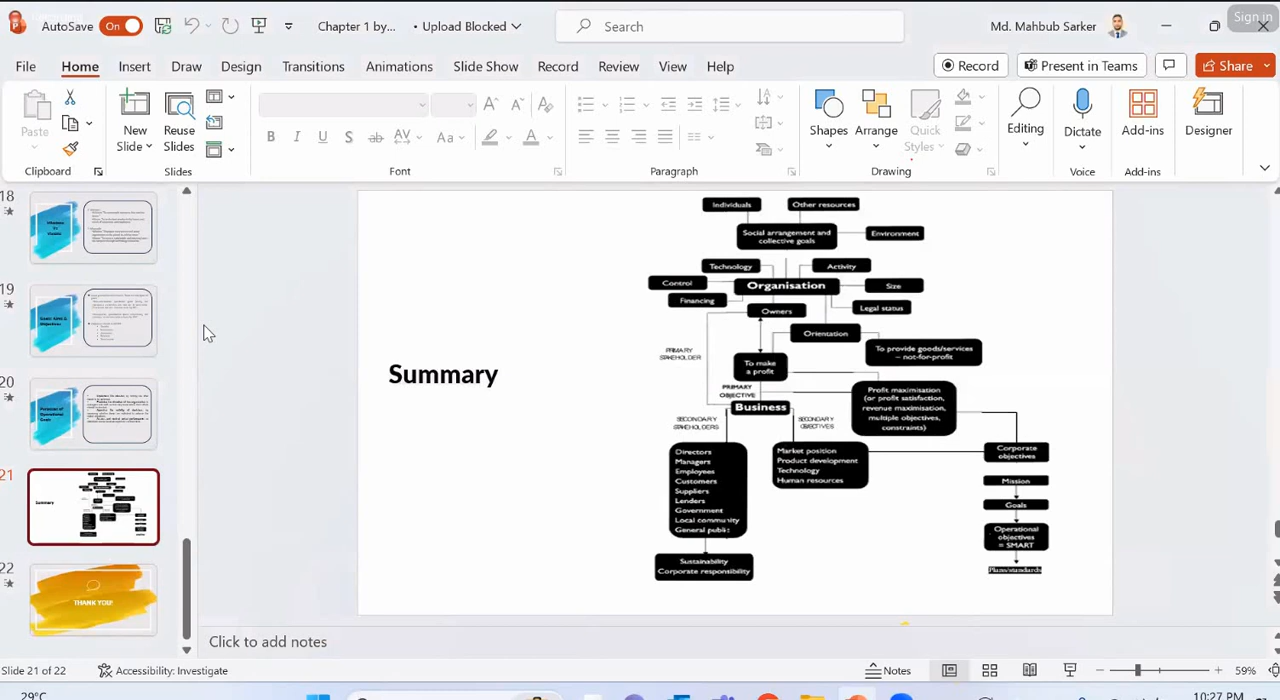 AutoSave On Chapter 1 by... • Upload Blocked Search Md. Mahbub Sarker Sign in
File Home Insert Draw Design Transitions Animations Slide Show Record Review View Help Record Present in Teams Share
Paste New Slide Reuse Slides Shapes Arrange Quick Styles Editing Dictate Add-ins Designer
Clipboard Slides Font Paragraph Drawing Voice Add-ins
18
19
20
21
22
Summary
THANK YOU!
Summary
Individuals Other resources
Social arrangement and
collective goals
Environment
Technology Activity
Control Organisation Size
Financing Legal status
Owners
Orientation
PRIMARY
STAKEHOLDER
To provide goods/services
– not-for-profit
To make
a profit
PRIMARY
OBJECTIVE
Profit maximisation
(or profit satisfaction,
revenue maximisation,
multiple objectives,
constraints)
Business
SECONDARY
STAKEHOLDERS
SECONDARY
OBJECTIVES
Directors
Managers
Employees
Customers
Suppliers
Lenders
Government
Local community
General public
Market position
Product development
Technology
Human resources
Corporate
objectives
Mission
Goals
Operational
objectives
= SMART
Plans/standards
Sustainability
Corporate responsibility
Click to add notes
Slide 21 of 22 Accessibility: Investigate Notes 59%
29°C 10:27 PM